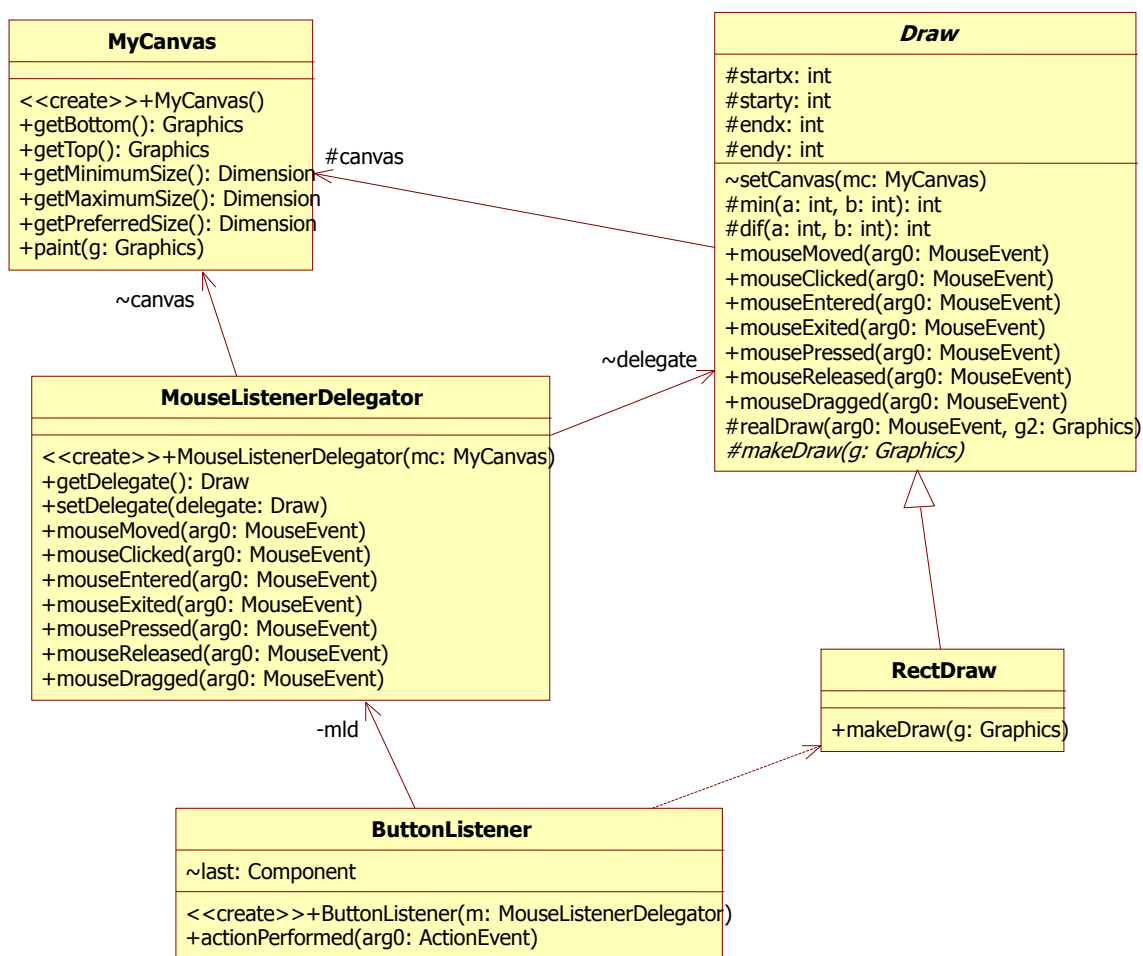 MyCanvas
<<create>>+MyCanvas()
+getBottom(): Graphics
+getTop(): Graphics
+getMinimumSize(): Dimension
+getMaximumSize(): Dimension
+getPreferredSize(): Dimension
+paint(g: Graphics)
Draw
#startx: int
#starty: int
#endx: int
#endy: int
~setCanvas(mc: MyCanvas)
#min(a: int, b: int): int
#dif(a: int, b: int): int
+mouseMoved(arg0: MouseEvent)
+mouseClicked(arg0: MouseEvent)
+mouseEntered(arg0: MouseEvent)
+mouseExited(arg0: MouseEvent)
+mousePressed(arg0: MouseEvent)
+mouseReleased(arg0: MouseEvent)
+mouseDragged(arg0: MouseEvent)
#realDraw(arg0: MouseEvent, g2: Graphics)
#makeDraw(g: Graphics)
#canvas
~canvas
~delegate
MouseListenerDelegator
<<create>>+MouseListenerDelegator(mc: MyCanvas)
+getDelegate(): Draw
+setDelegate(delegate: Draw)
+mouseMoved(arg0: MouseEvent)
+mouseClicked(arg0: MouseEvent)
+mouseEntered(arg0: MouseEvent)
+mouseExited(arg0: MouseEvent)
+mousePressed(arg0: MouseEvent)
+mouseReleased(arg0: MouseEvent)
+mouseDragged(arg0: MouseEvent)
RectDraw
+makeDraw(g: Graphics)
-mld
ButtonListener
~last: Component
<<create>>+ButtonListener(m: MouseListenerDelegator)
+actionPerformed(arg0: ActionEvent)